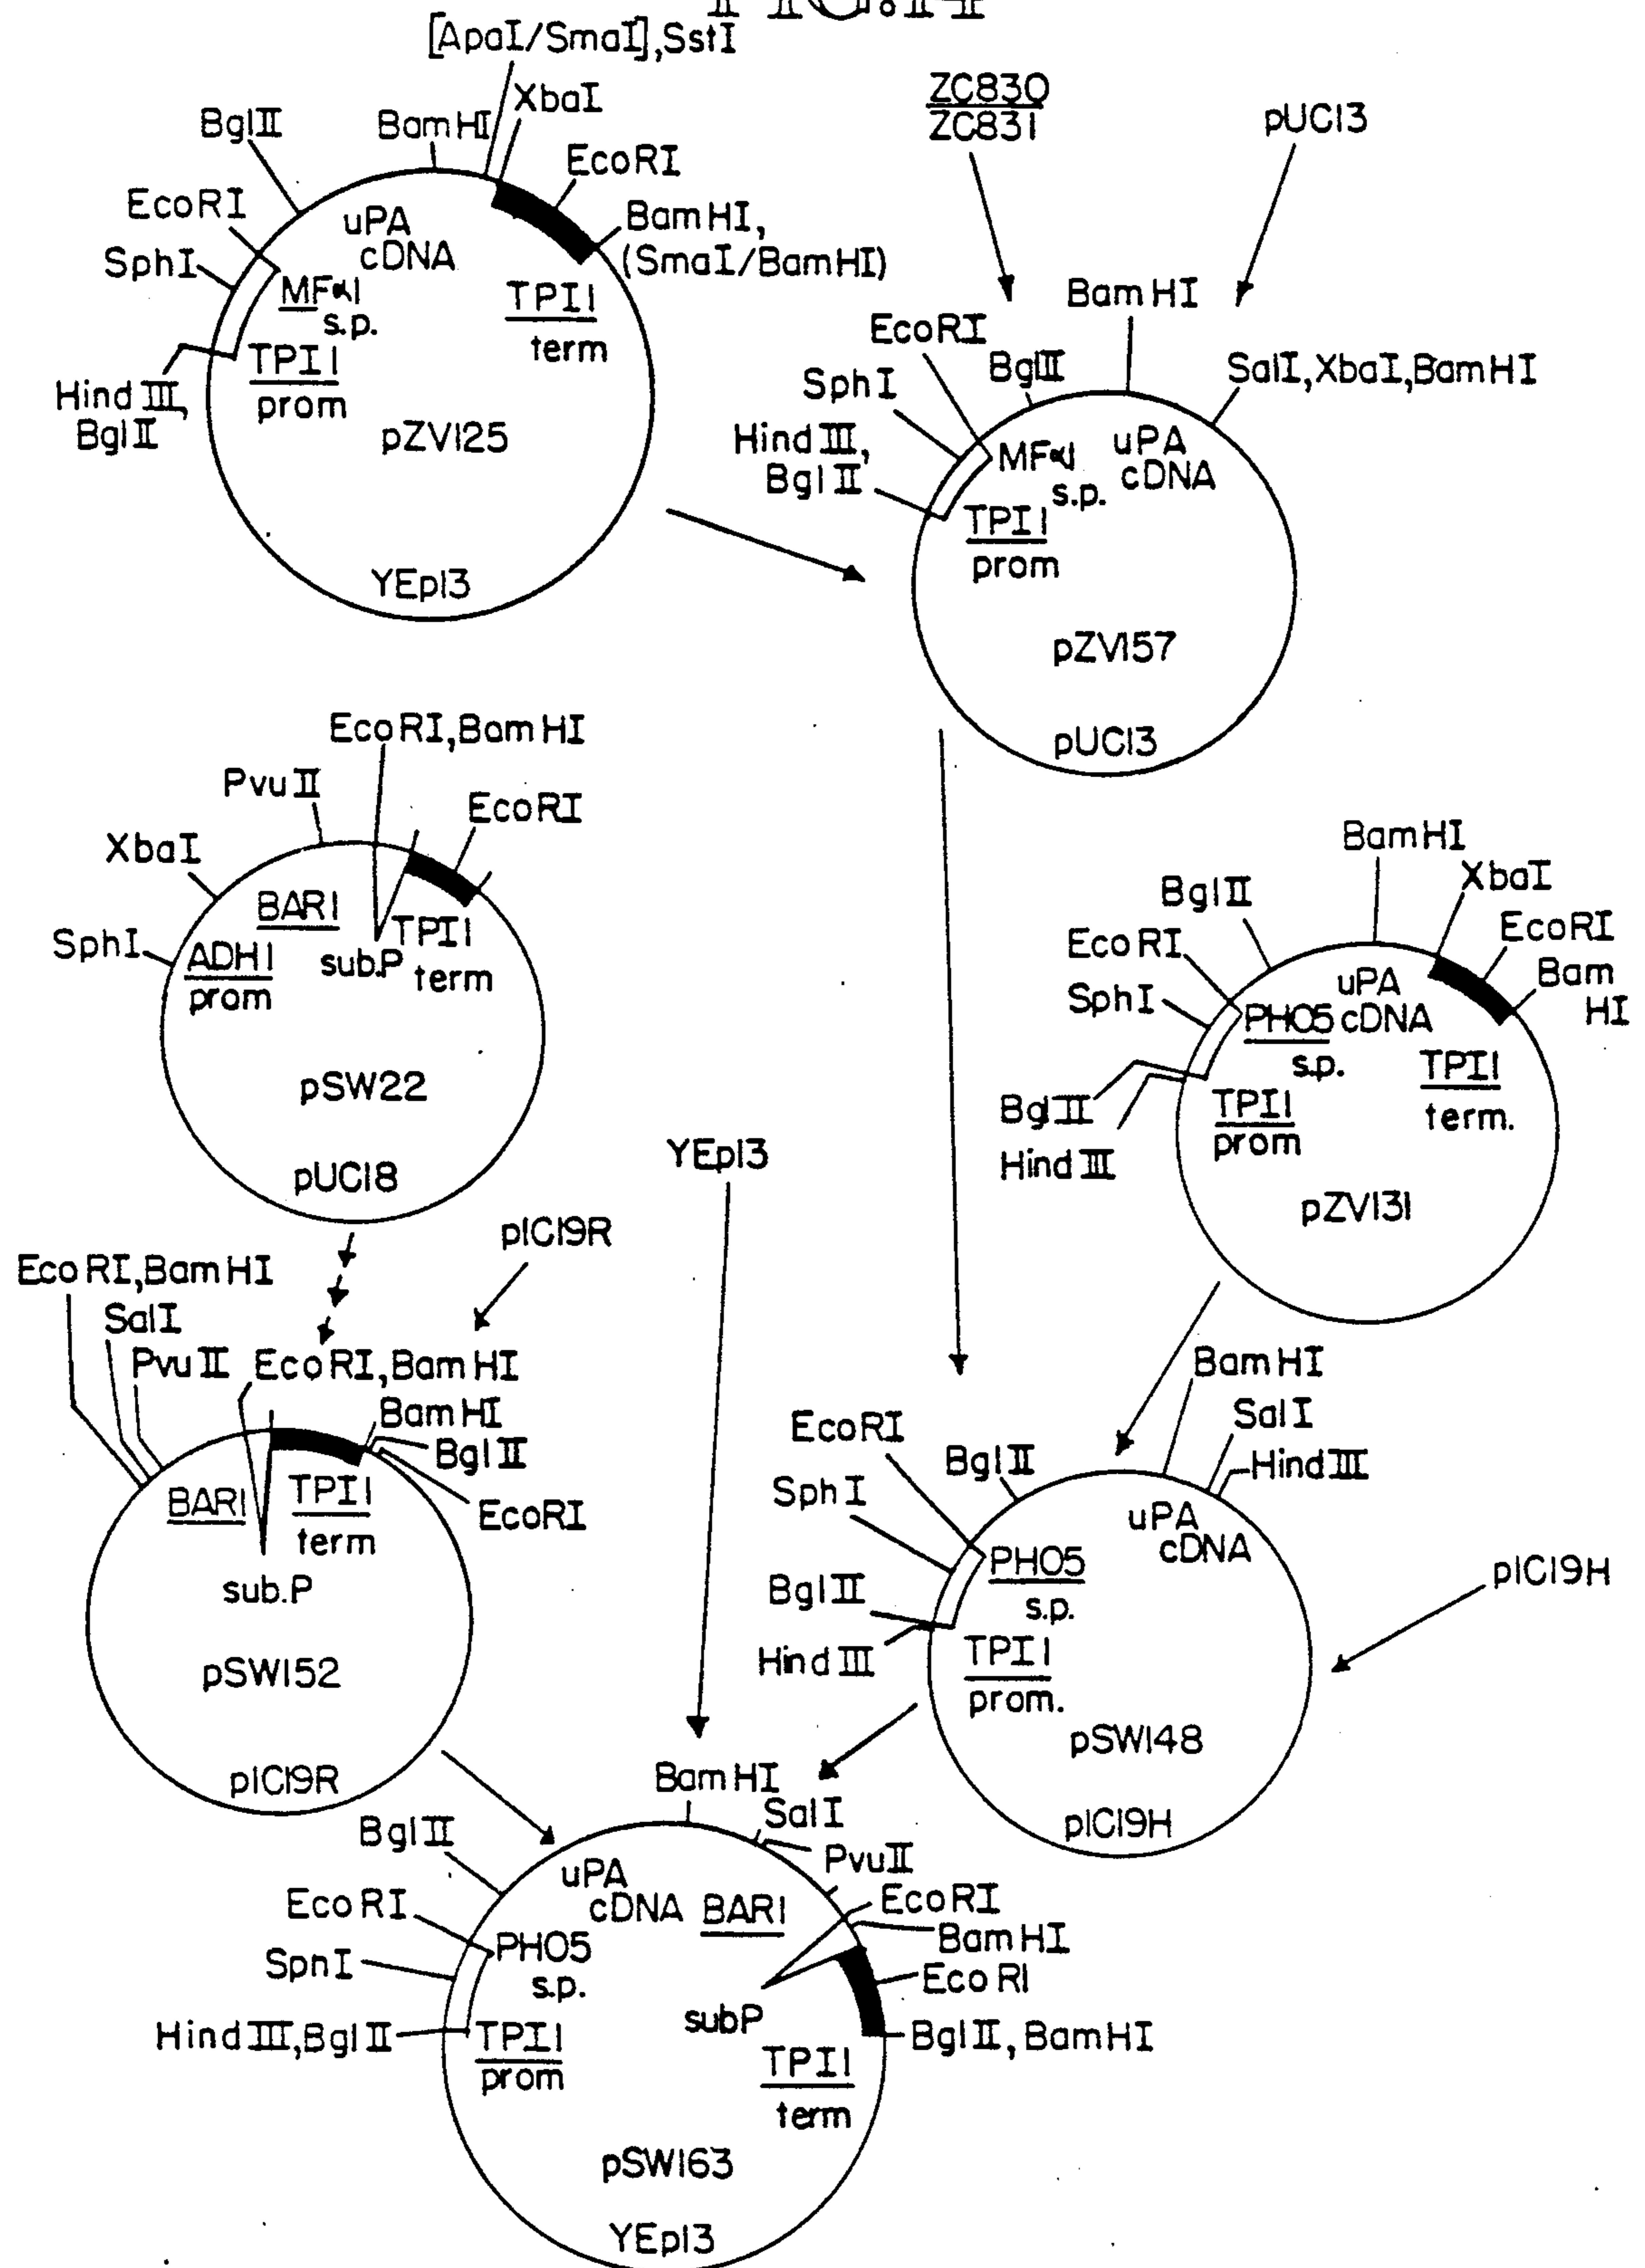 FIG.14
[ApaI/SmaI],SstI
XbaI
BglII
BamHI
EcoRI
EcoRI
BamHI,
(SmaI/BamHI)
SphI
uPA
cDNA
MFα1
s.p.
TPI1
term
HindIII,
BglII
TPI1
prom
pZV125
YEp13
ZC830
ZC831
pUC13
BamHI
EcoRI
BglII
SalI,XbaI,BamHI
SphI
HindIII,
BglII
MFα1
s.p.
uPA
cDNA
TPI1
prom
pZV157
pUC13
EcoRI,BamHI
PvuII
EcoRI
XbaI
BAR1
SphI
ADH1
prom
sub.P
TPI1
term
pSW22
pUC18
BamHI
XbaI
BglII
EcoRI
EcoRI
Bam
HI
SphI
uPA
cDNA
PHO5
s.p.
TPI1
term.
BglII
HindIII
TPI1
prom
pZV131
YEp13
pIC19R
EcoRI,BamHI
SalI
PvuII
EcoRI,BamHI
BamHI
BglII
EcoRI
BAR1
TPI1
term
sub.P
pSW152
pIC19R
BamHI
SalI
HindIII
EcoRI
BglII
SphI
uPA
cDNA
PHO5
s.p.
BglII
HindIII
TPI1
prom.
pIC19H
pSW148
pIC19H
BamHI
SalI
PvuII
BglII
EcoRI
uPA
cDNA
BAR1
EcoRI
BamHI
EcoRI
SpnI
PHO5
s.p.
subP
HindIII,BglII
TPI1
prom
BglII, BamHI
TPI1
term
pSW163
YEp13